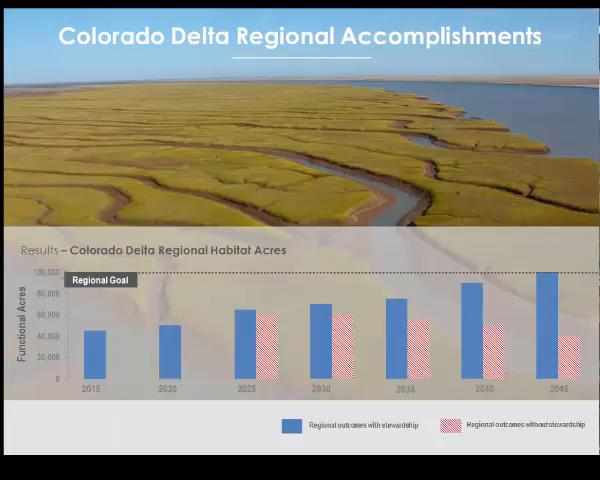 Colorado Delta Regional Accomplishments
Results – Colorado Delta Regional Habitat Acres
Functional Acres
100,000
80,000
60,000
40,000
20,000
0
Regional Goal
2015 2020 2025 2030 2035 2040 2045
Regional outcomes with stewardship
Regional outcomes without stewardship